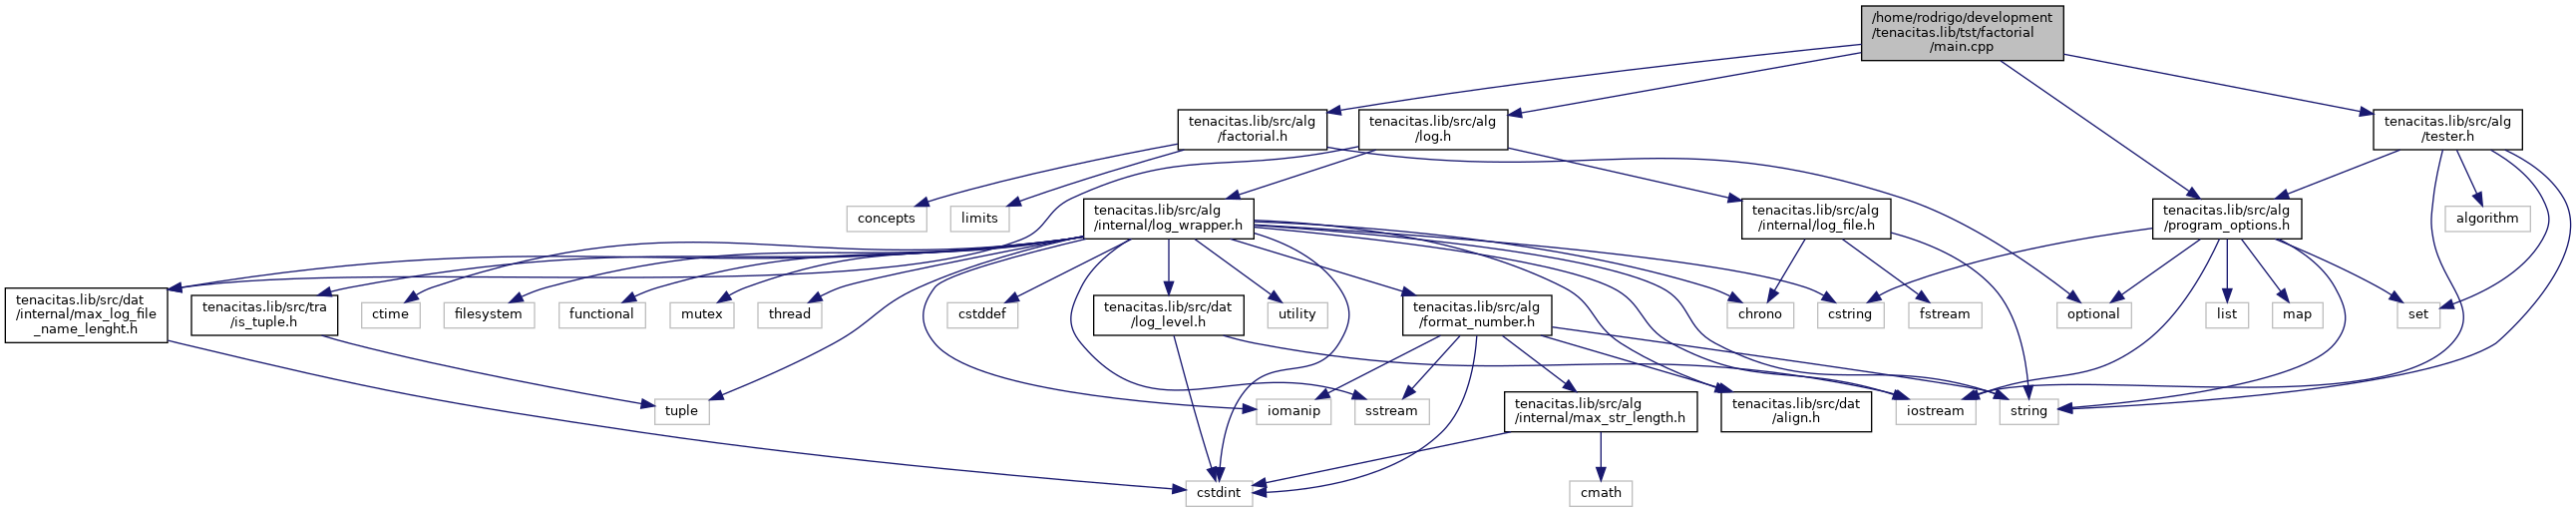 /home/rodrigo/development
/tenacitas.lib/tst/factorial
/main.cpp
tenacitas.lib/src/alg
/factorial.h
tenacitas.lib/src/alg
/log.h
tenacitas.lib/src/alg
/tester.h
concepts
limits
tenacitas.lib/src/alg
/internal/log_wrapper.h
tenacitas.lib/src/alg
/internal/log_file.h
tenacitas.lib/src/alg
/program_options.h
algorithm
tenacitas.lib/src/dat
/internal/max_log_file
_name_lenght.h
tenacitas.lib/src/tra
/is_tuple.h
ctime
filesystem
functional
mutex
thread
cstddef
tenacitas.lib/src/dat
/log_level.h
utility
tenacitas.lib/src/alg
/format_number.h
chrono
cstring
fstream
optional
list
map
set
tuple
iomanip
sstream
tenacitas.lib/src/alg
/internal/max_str_length.h
tenacitas.lib/src/dat
/align.h
iostream
string
cstdint
cmath